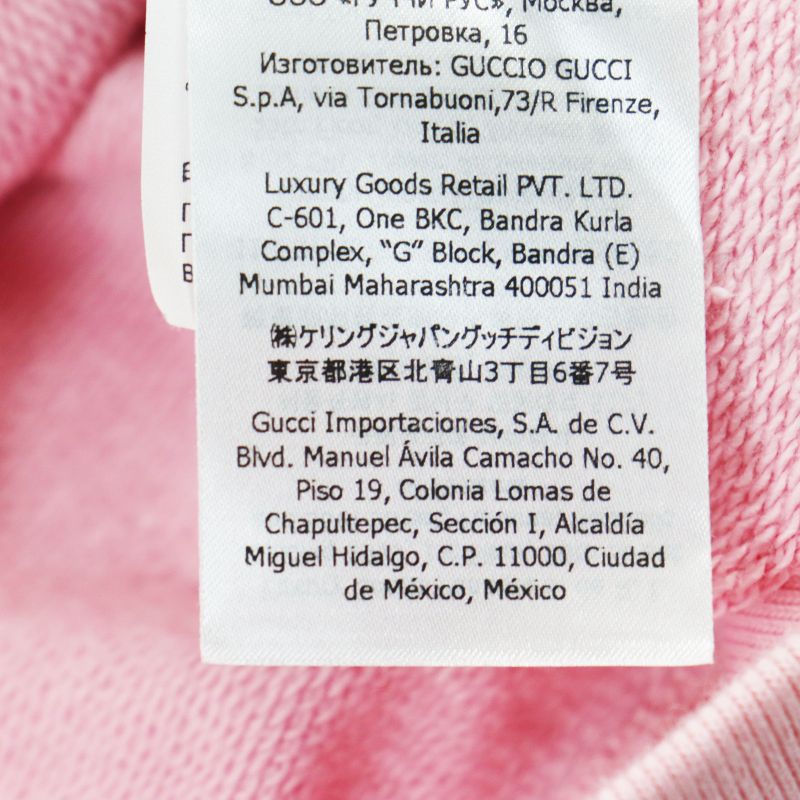 ООО «ГУЧЧИ РУС», Москва,
Петровка, 16
Изготовитель: GUCCIO GUCCI
S.p.A, via Tornabuoni,73/R Firenze,
Italia
Luxury Goods Retail PVT. LTD.
C-601, One BKC, Bandra Kurla
Complex, “G” Block, Bandra (E)
Mumbai Maharashtra 400051 India
㈱ケリングジャパングッチディビジョン
東京都港区北青山3丁目6番7号
Gucci Importaciones, S.A. de C.V.
Blvd. Manuel Ávila Camacho No. 40,
Piso 19, Colonia Lomas de
Chapultepec, Sección I, Alcaldía
Miguel Hidalgo, C.P. 11000, Ciudad
de México, México